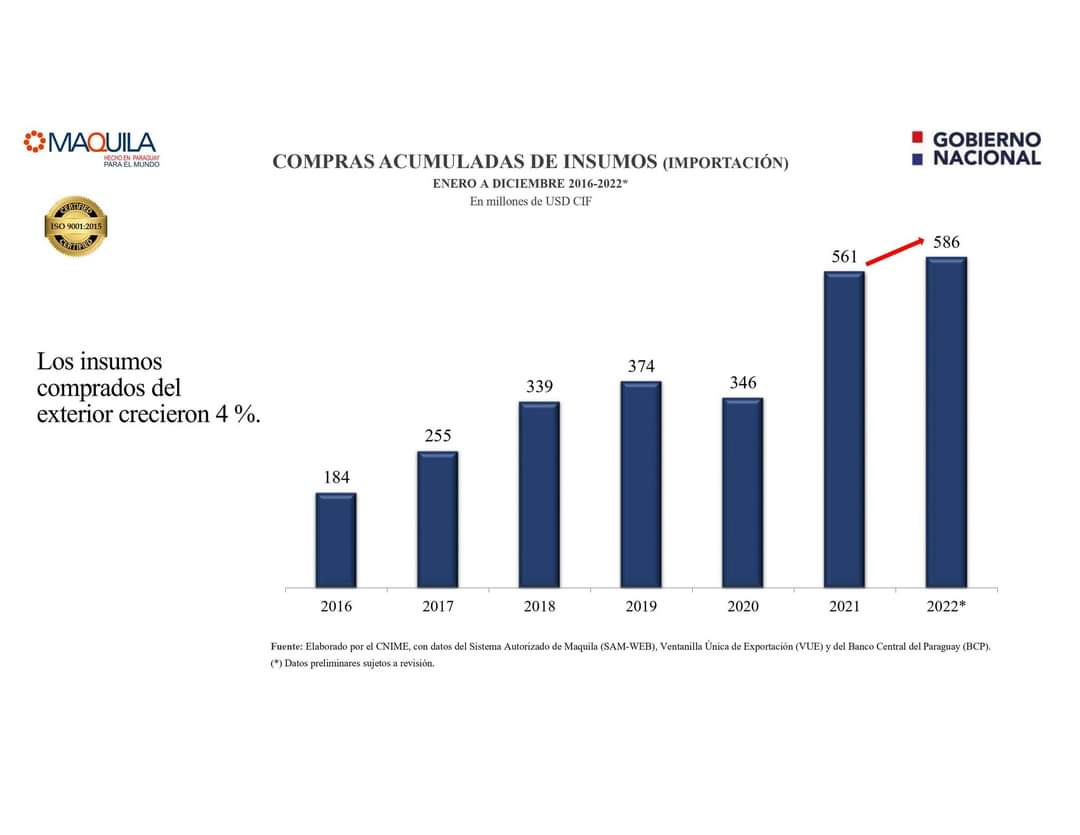 MAQUILA
HECHO EN PARAGUAY
PARA EL MUNDO
GOBIERNO
NACIONAL
COMPRAS ACUMULADAS DE INSUMOS (IMPORTACIÓN)
ENERO A DICIEMBRE 2016-2022*
En millones de USD CIF
CERTIFIED
ISO 9001:2015
CERTIFIED
Los insumos
comprados del
exterior crecieron 4 %.
184
255
339
374
346
561
586
2016
2017
2018
2019
2020
2021
2022*
Fuente: Elaborado por el CNIME, con datos del Sistema Autorizado de Maquila (SAM-WEB), Ventanilla Única de Exportación (VUE) y del Banco Central del Paraguay (BCP).
(*) Datos preliminares sujetos a revisión.